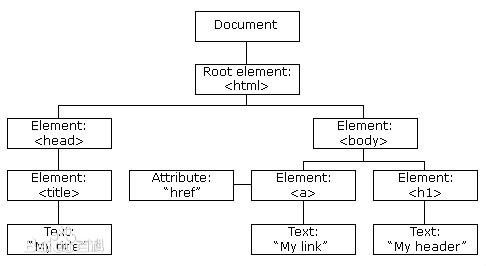 Document
Root element:
<html>
Element:
<head>
Element:
<body>
Element:
<title>
Attribute:
“href”
Element:
<a>
Element:
<h1>
Text:
“My
Text:
“My link”
Text:
“My header”